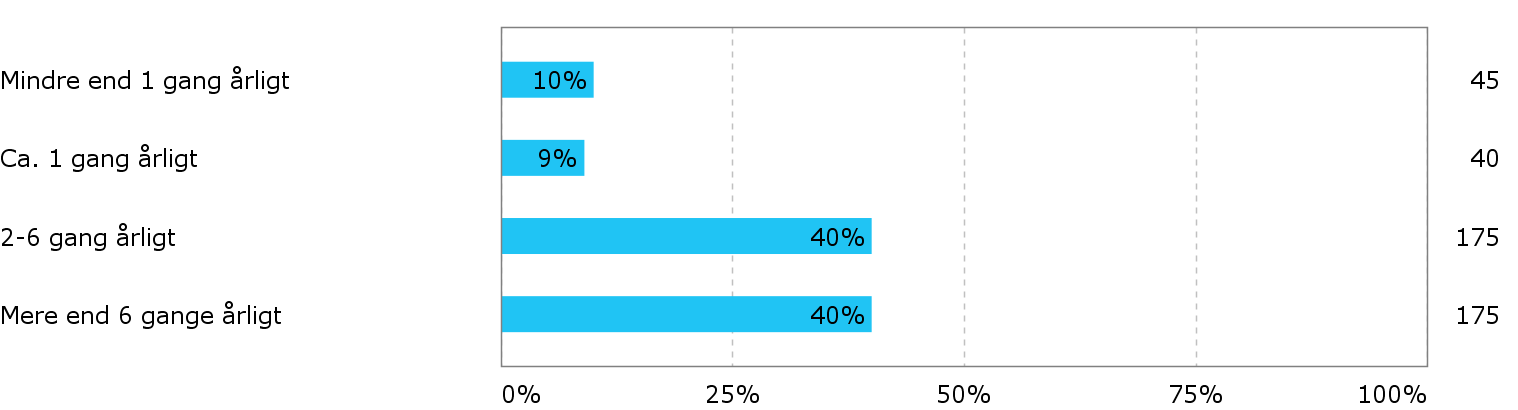 Mindre end 1 gang årligt 10% 45
Ca. 1 gang årligt 9% 40
2-6 gang årligt 40% 175
Mere end 6 gange årligt 40% 175
0% 25% 50% 75% 100%